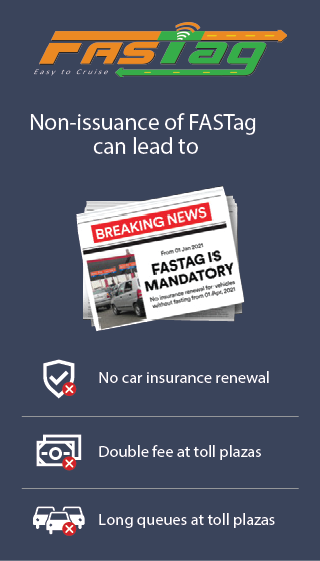 FASTag
Easy to Cruise
Non-issuance of FASTag
can lead to
BREAKING NEWS
From 01 Jan 2021
FASTAG IS
MANDATORY
No insurance renewal for vehicles
without fastag from 01 Apr, 2021
No car insurance renewal
Double fee at toll plazas
Long queues at toll plazas